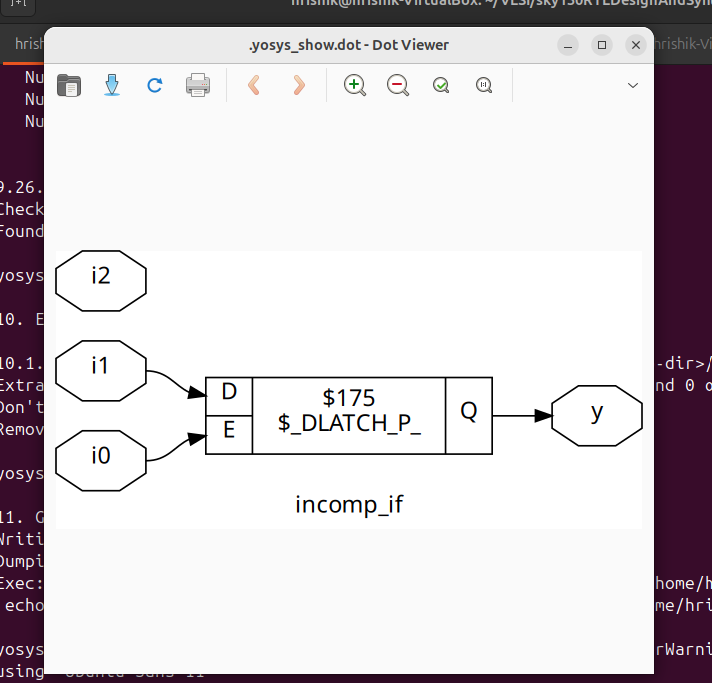 hrishik@hrishik-VirtualBox: ~/VLSI/sky130RTLDesignAndSyn
hrish
hrishik-Vi
.yosys_show.dot - Dot Viewer
Nu
Nu
Nu
9.26.
Check
Found
yosys
10. E
10.1.
-dir>/
Extra
nd 0 o
Don't
Remov
yosys
11. G
Writi
Dumpi
Exec:
home/h
echo
me/hri
yosys
rWarni
using
i2
i1
i0
D
E
$175
$_DLATCH_P_
Q
y
incomp_if